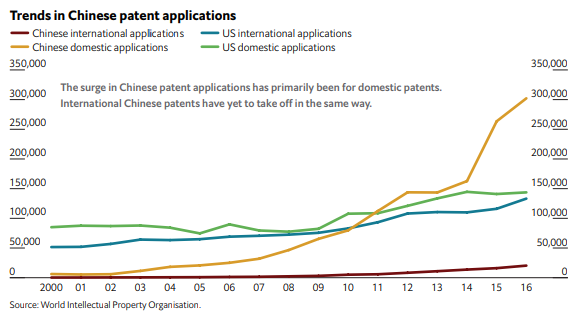 Trends in Chinese patent applications
Chinese international applications US international applications
Chinese domestic applications US domestic applications
350,000 350,000
The surge in Chinese patent applications has primarily been for domestic patents.
300,000 300,000
International Chinese patents have yet to take off in the same way.
250,000 250,000
200,000 200,000
150,000 150,000
100,000 100,000
50,000 50,000
0 0
2000 01 02 03 04 05 06 07 08 09 10 11 12 13 14 15 16
Source: World Intellectual Property Organisation.